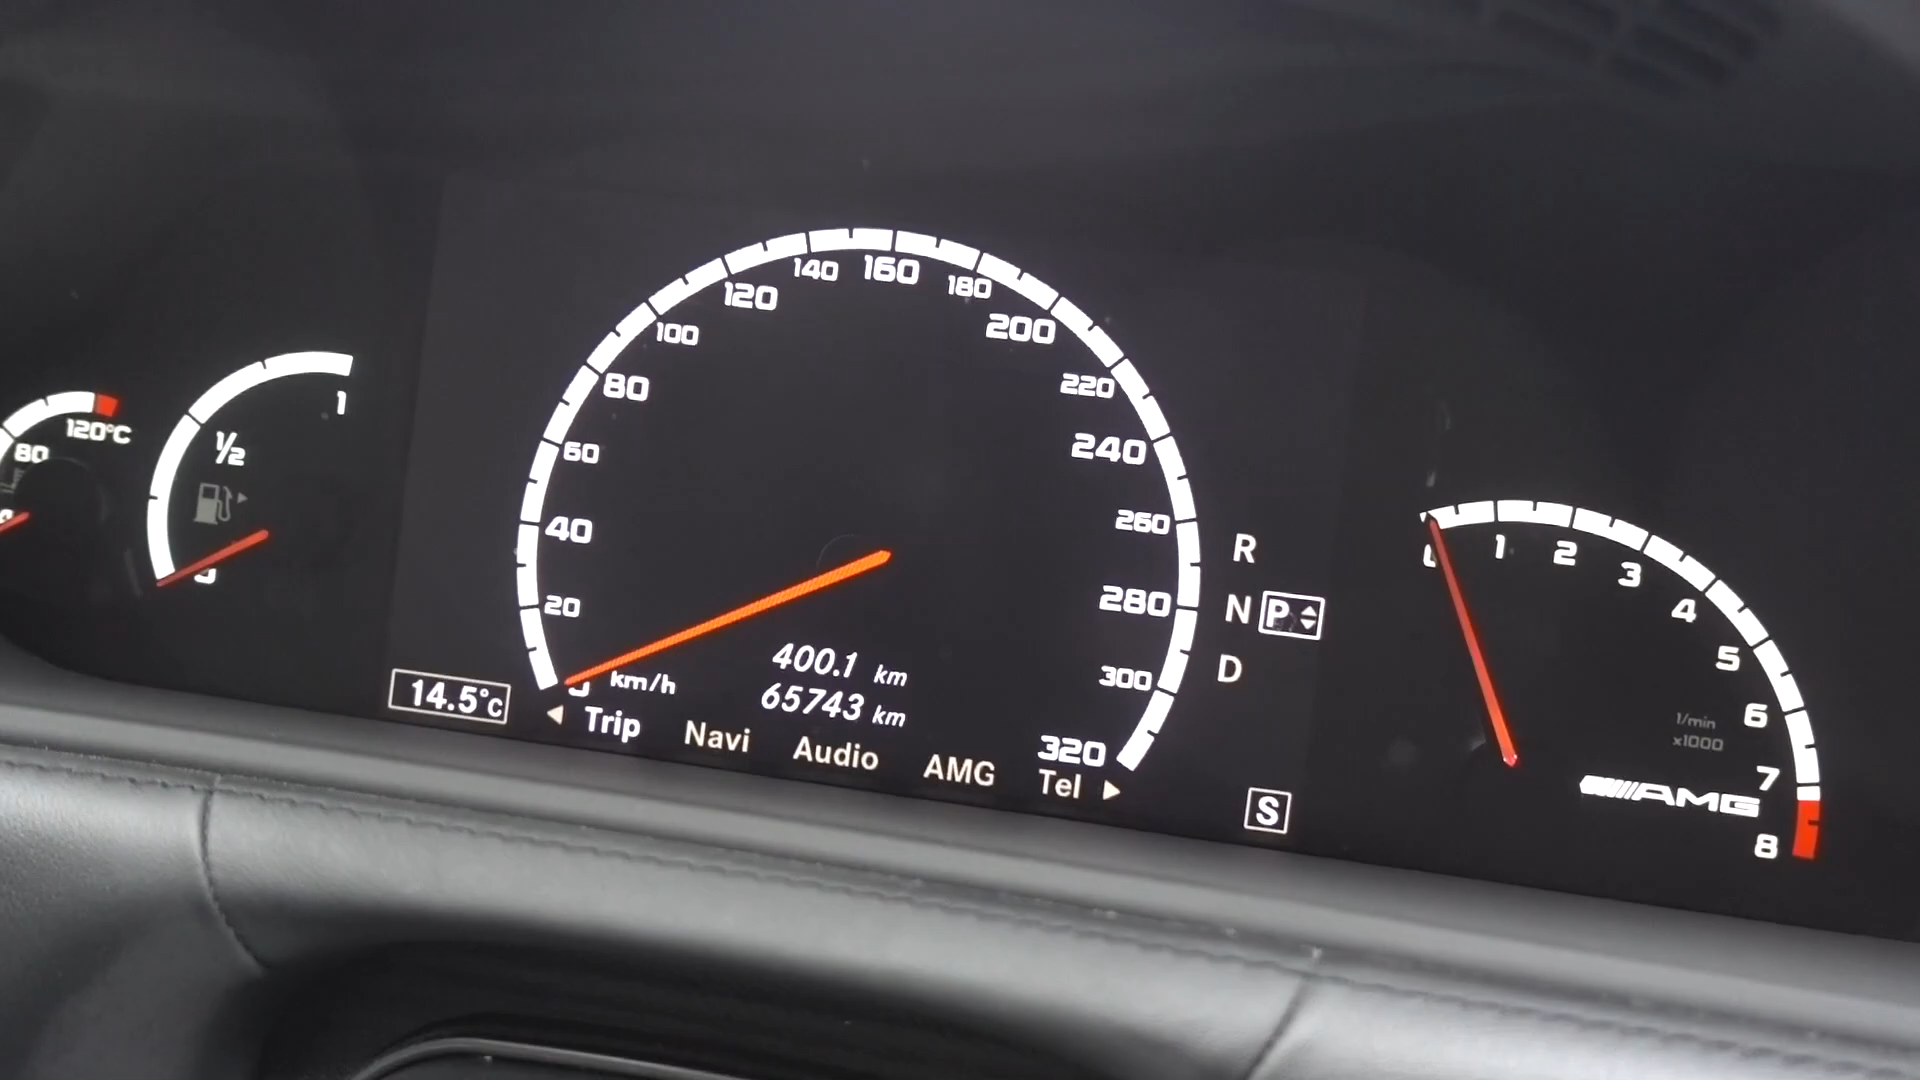 120°C
80
1
½
140
160
180
120
200
100
220
80
240
60
260
40
280
20
300
320
km/h
400.1 km
65743 km
14.5°C
Trip Navi Audio AMG Tel
R
N P
D
S
0
1
2
3
4
5
6
7
8
1/min
x1000
AMG